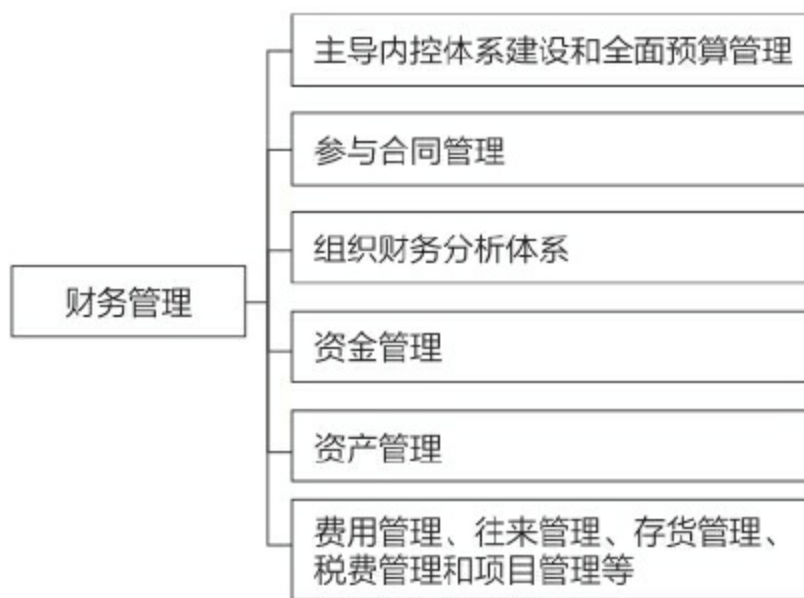 主导内控体系建设和全面预算管理
参与合同管理
组织财务分析体系
财务管理
资金管理
资产管理
费用管理、往来管理、存货管理、
税费管理和项目管理等